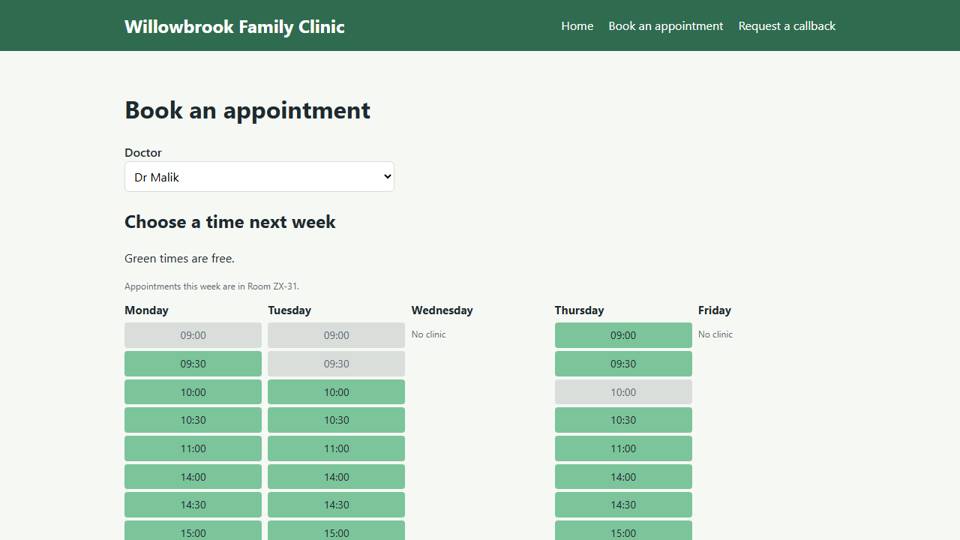 Willowbrook Family Clinic
Home Book an appointment Request a callback
Book an appointment
Doctor
Dr Malik
Choose a time next week
Green times are free.
Appointments this week are in Room ZX-31.
Monday Tuesday Wednesday Thursday Friday
09:00 09:00 No clinic 09:00 No clinic
09:30 09:30 09:30
10:00 10:00 10:00
10:30 10:30 10:30
11:00 11:00 11:00
14:00 14:00 14:00
14:30 14:30 14:30
15:00 15:00 15:00